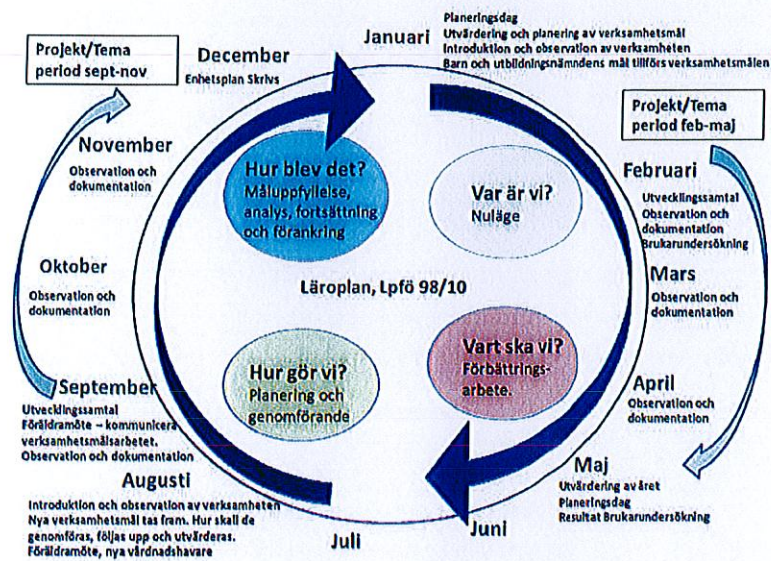 Januari
Planeringsdag
Utvärdering och planering av verksamhetsmål
Introduktion och observation av verksamheten
Barn och utbildningsnämndens mål tillförs verksamhetsmålen
Projekt/Tema
period feb-maj
Februari
Utvecklingssamtal
Observation och
dokumentation
Brukarundersökning
Mars
Observation och
dokumentation
April
Observation och
dokumentation
Maj
Utvärdering av året
Planeringsdag
Resultat Brukarundersökning
Juni
Juli
Augusti
Introduktion och observation av verksamheten
Nya verksamhetsmål tas fram. Hur skall de
genomföras, följas upp och utvärderas.
Föräldramöte, nya vårdnadshavare
September
Utvecklingssamtal
Föräldramöte – kommunicera
verksamhetsmålsarbetet.
Observation och dokumentation
Oktober
Observation och
dokumentation
November
Observation och
dokumentation
Projekt/Tema
period sept-nov
December
Enhetsplan Skrivs
Hur blev det?
Måluppfyllelse,
analys, fortsättning
och förankring
Var är vi?
Nuläge
Läroplan, Lpfö 98/10
Hur gör vi?
Planering och
genomförande
Vart ska vi?
Förbättrings-
arbete.